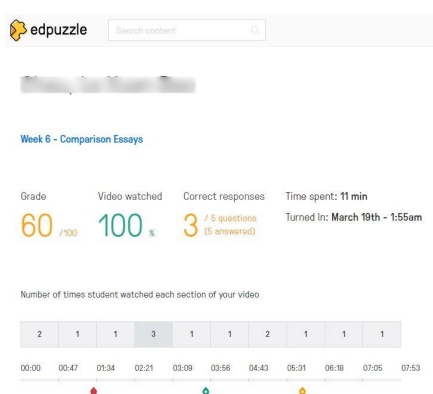 edpuzzle
Search content
Week 6 - Comparison Essays
Grade Video watched Correct responses Time spent: 11 min
60 /100 100 % 3 / 5 questions (5 answered) Turned In: March 19th - 1:55am
Number of times student watched each section of your video
2 1 1 3 1 1 2 1 1 1
00:00 00:47 01:34 02:21 03:09 03:56 04:43 05:31 06:18 07:05 07:53